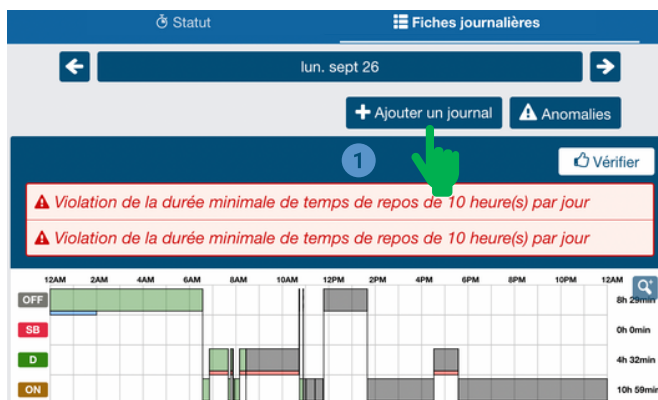 Statut
Fiches journalières
lun. sept 26
Ajouter un journal
Anomalies
1
Vérifier
Violation de la durée minimale de temps de repos de 10 heure(s) par jour
Violation de la durée minimale de temps de repos de 10 heure(s) par jour
12AM 2AM 4AM 6AM 8AM 10AM 12PM 2PM 4PM 6PM 8PM 10PM 12AM
OFF 8h 29min
SB 0h 0min
D 4h 32min
ON 10h 59min